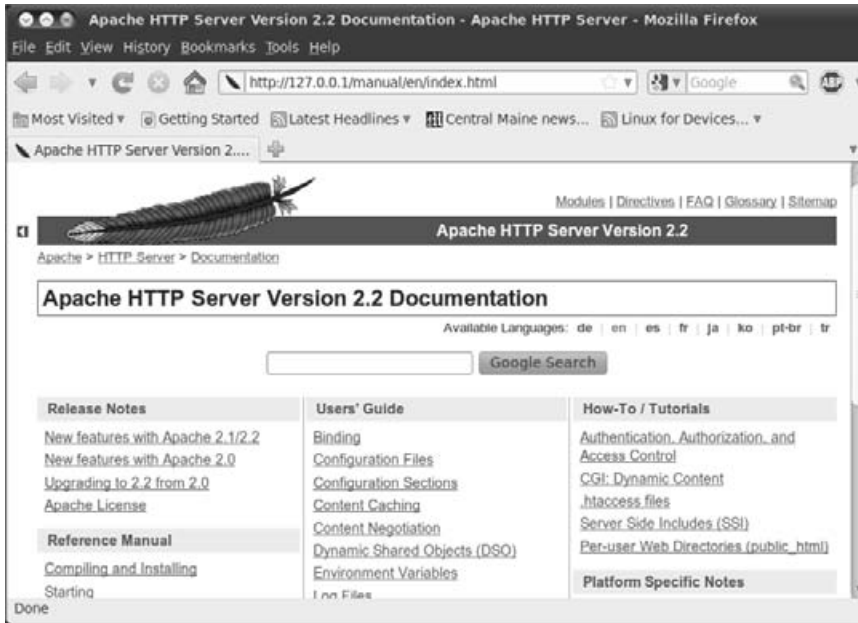 Apache HTTP Server Version 2.2 Documentation - Apache HTTP Server - Mozilla Firefox
File Edit View History Bookmarks Tools Help
http://127.0.0.1/manual/en/index.html
Google
ABP
Most Visited
Getting Started
Latest Headlines
Central Maine news...
Linux for Devices...
Apache HTTP Server Version 2....
Modules | Directives | FAQ | Glossary | Sitemap
Apache HTTP Server Version 2.2
Apache > HTTP Server > Documentation
Apache HTTP Server Version 2.2 Documentation
Available Languages: de | en | es | fr | ja | ko | pt-br | tr
Google Search
Release Notes
New features with Apache 2.1/2.2
New features with Apache 2.0
Upgrading to 2.2 from 2.0
Apache License
Reference Manual
Compiling and Installing
Starting
Users' Guide
Binding
Configuration Files
Configuration Sections
Content Caching
Content Negotiation
Dynamic Shared Objects (DSO)
Environment Variables
Log Files
How-To / Tutorials
Authentication, Authorization, and
Access Control
CGI: Dynamic Content
.htaccess files
Server Side Includes (SSI)
Per-user Web Directories (public_html)
Platform Specific Notes
Done